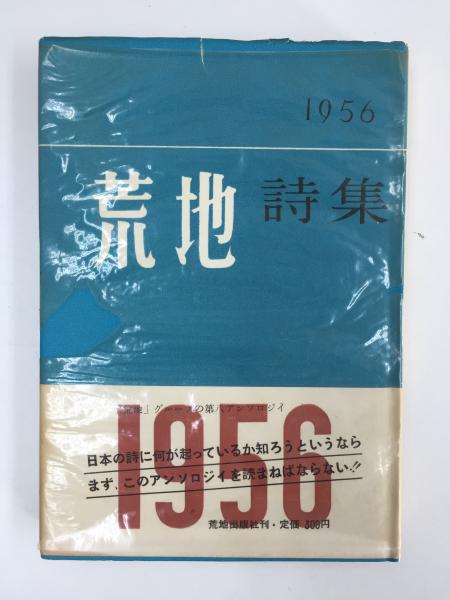 1956
荒地 詩集
「荒地」グループの第八アンソロジイ
1956
日本の詩に何が起っているか知ろうというなら
まず、このアンソロジイを読まねばならない!!
荒地出版社刊・定価 300円